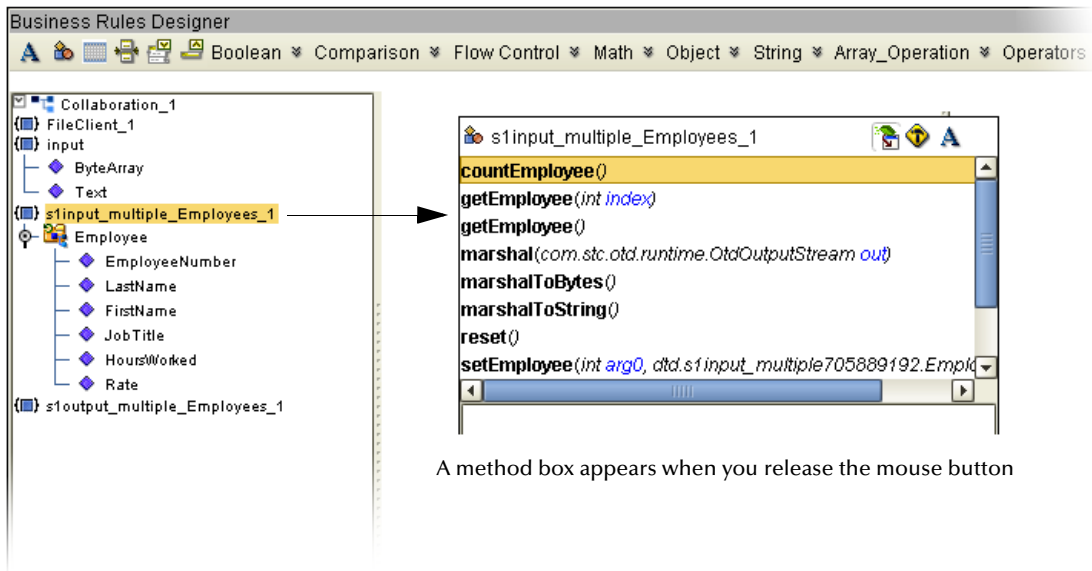 Business Rules Designer
A Boolean Comparison Flow Control Math Object String Array_Operation Operators
Collaboration_1
FileClient_1
input
ByteArray
Text
s1input_multiple_Employees_1
Employee
EmployeeNumber
LastName
FirstName
JobTitle
HoursWorked
Rate
s1output_multiple_Employees_1
s1input_multiple_Employees_1 T A
countEmployee()
getEmployee(int index)
getEmployee()
marshal(com.stc.otd.runtime.OtdOutputStream out)
marshalToBytes()
marshalToString()
reset()
setEmployee(int arg0, dtd.s1input_multiple705889192.Emplo
A method box appears when you release the mouse button